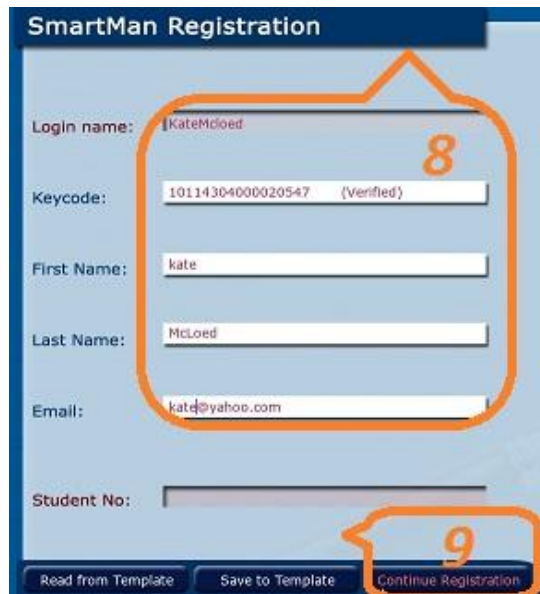 SmartMan Registration
Login name: KateMcloed
8
Keycode: 10114304000020547 (Verified)
First Name: kate
Last Name: McLoed
Email: kate@yahoo.com
Student No:
9
Read from Template Save to Template Continue Registration